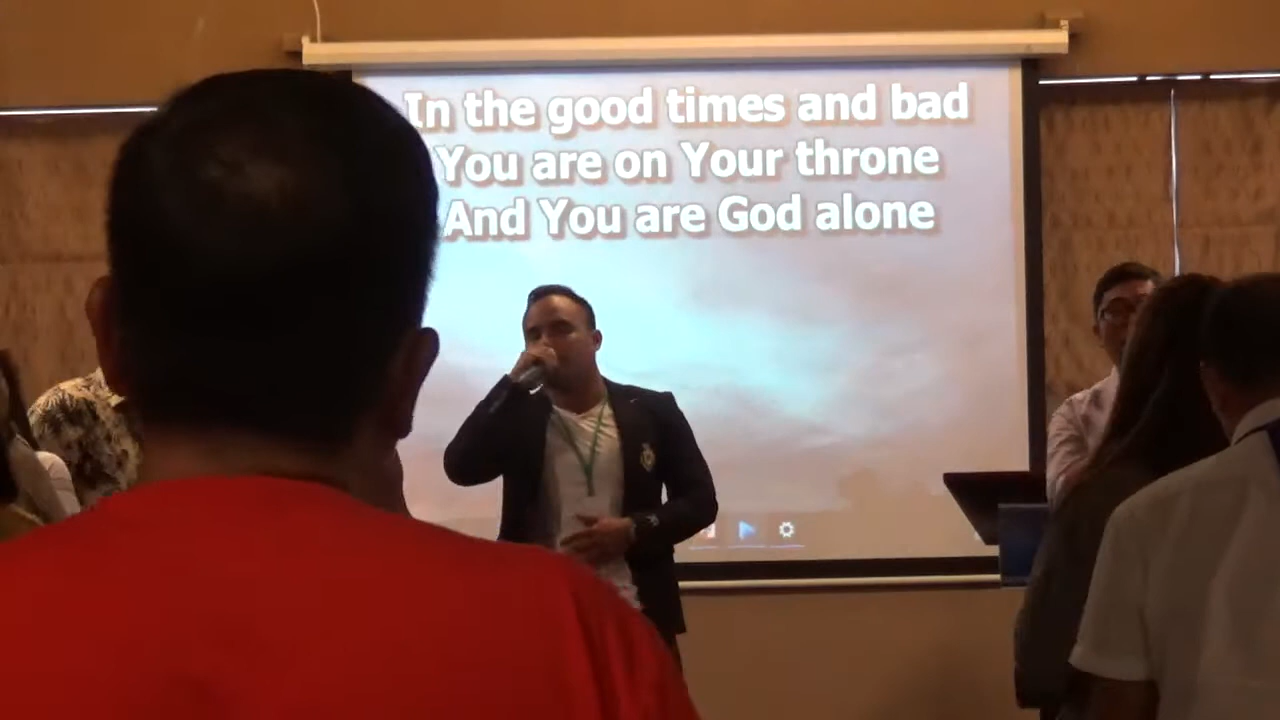 In the good times and bad
You are on Your throne
And You are God alone